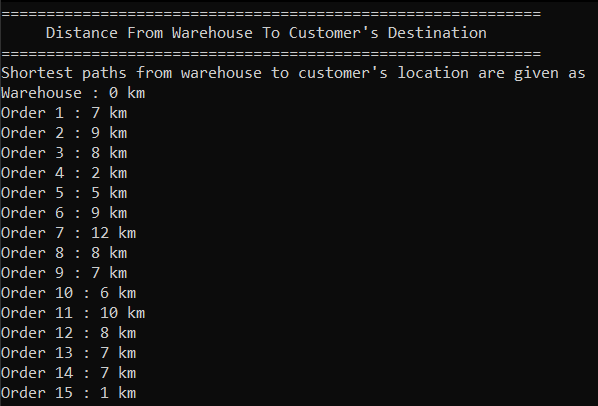 ============================================================
Distance From Warehouse To Customer's Destination
============================================================
Shortest paths from warehouse to customer's location are given as
Warehouse : 0 km
Order 1 : 7 km
Order 2 : 9 km
Order 3 : 8 km
Order 4 : 2 km
Order 5 : 5 km
Order 6 : 9 km
Order 7 : 12 km
Order 8 : 8 km
Order 9 : 7 km
Order 10 : 6 km
Order 11 : 10 km
Order 12 : 8 km
Order 13 : 7 km
Order 14 : 7 km
Order 15 : 1 km